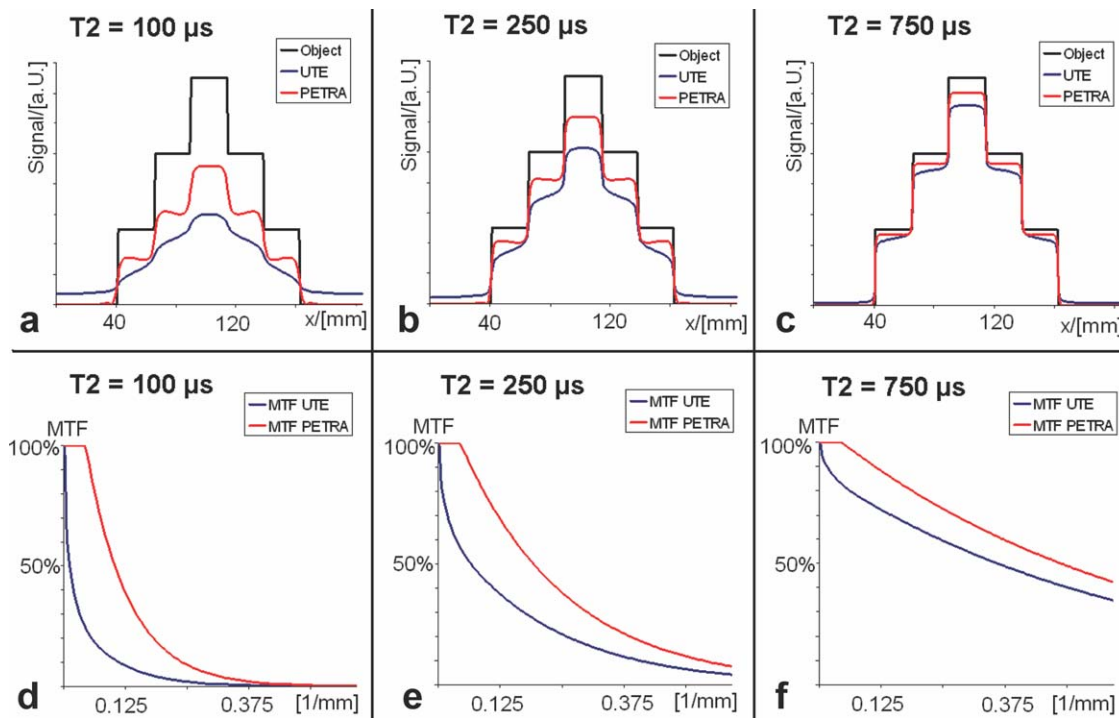 T2 = 100 µs
Signal/[a.U.]
Object
UTE
PETRA
a
40
120
x/[mm]
T2 = 250 µs
Signal/[a.U.]
Object
UTE
PETRA
b
40
120
x/[mm]
T2 = 750 µs
Signal/[a.U.]
Object
UTE
PETRA
c
40
120
x/[mm]
T2 = 100 µs
MTF UTE
MTF PETRA
MTF
100%
50%
d
0.125
0.375
[1/mm]
T2 = 250 µs
MTF UTE
MTF PETRA
MTF
100%
50%
e
0.125
0.375
[1/mm]
T2 = 750 µs
MTF UTE
MTF PETRA
MTF
100%
50%
f
0.125
0.375
[1/mm]